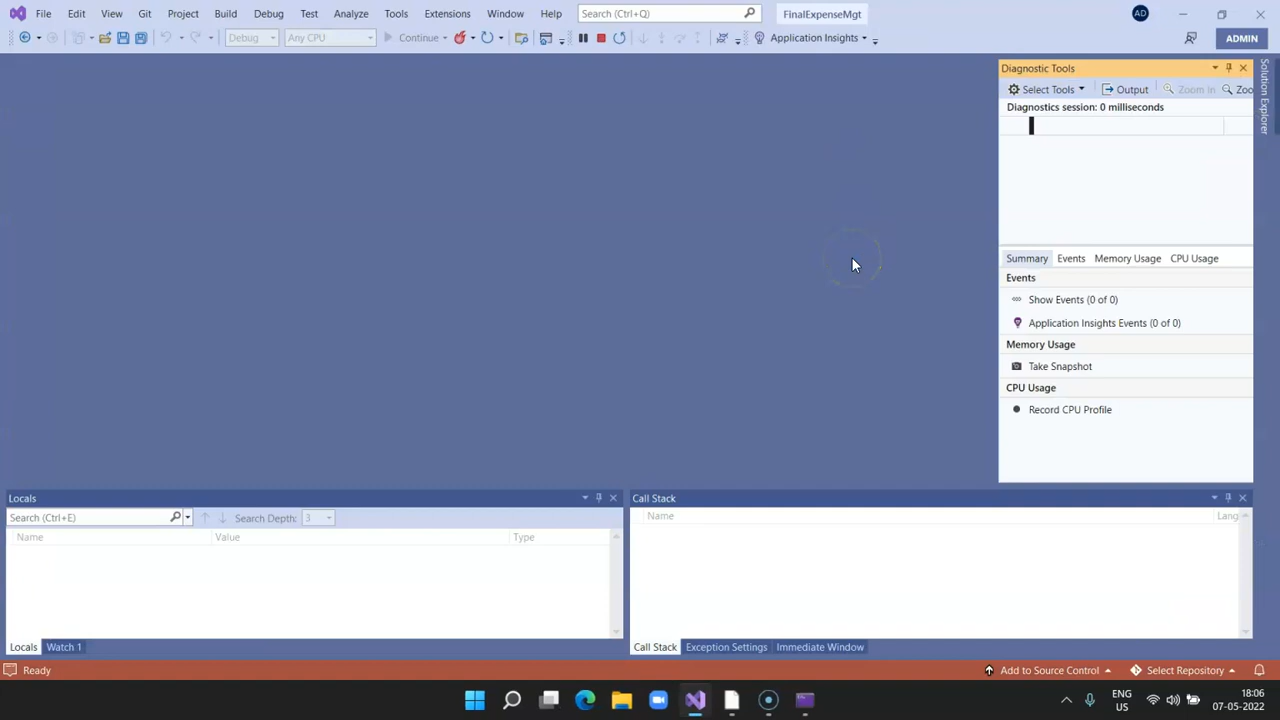 File Edit View Git Project Build Debug Test Analyze Tools Extensions Window Help Search (Ctrl+Q) FinalExpenseMgt AD
Debug Any CPU Continue Application Insights ADMIN
Diagnostic Tools
Select Tools Output Zoom In Zoo
Diagnostics session: 0 milliseconds
Solution Explorer
Summary Events Memory Usage CPU Usage
Events
Show Events (0 of 0)
Application Insights Events (0 of 0)
Memory Usage
Take Snapshot
CPU Usage
Record CPU Profile
Locals
Search (Ctrl+E) Search Depth: 3
Name Value Type
Locals Watch 1
Call Stack
Name Lang
Call Stack Exception Settings Immediate Window
Ready Add to Source Control Select Repository
ENG
US
18:06
07-05-2022